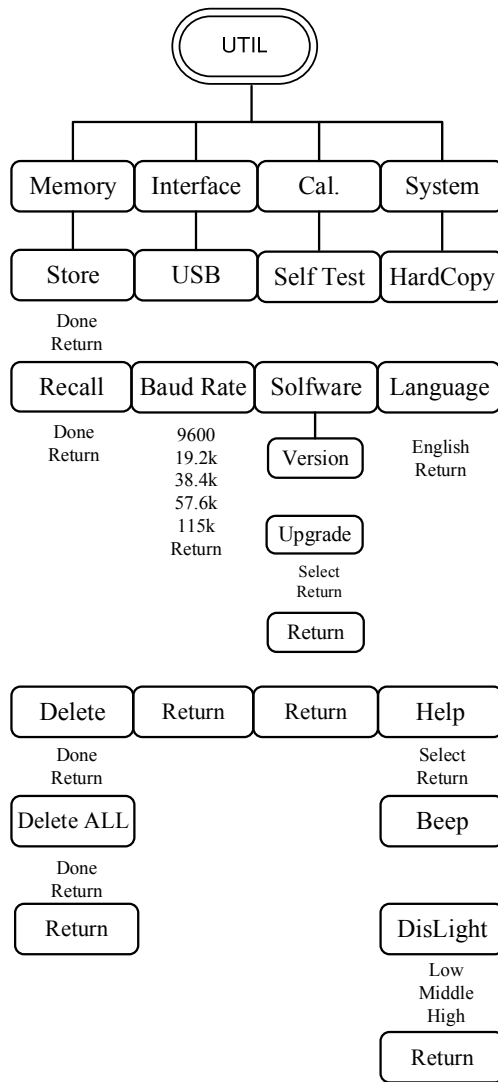 UTIL
Memory Interface Cal. System
Store USB Self Test HardCopy
Done
Return
Recall Baud Rate Solfware Language
Done
Return
9600
19.2k
38.4k
57.6k
115k
Return
Version
Upgrade
Select
Return
Return
English
Return
Delete Return Return Help
Done
Return
Select
Return
Delete ALL Beep
Done
Return
Return DisLight
Low
Middle
High
Return